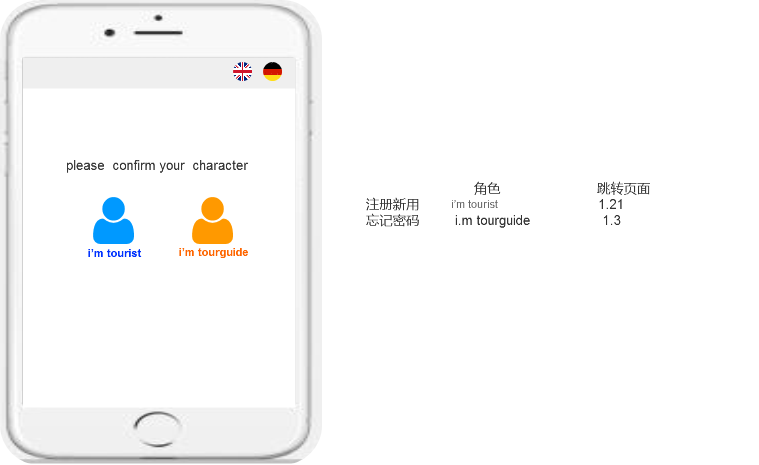 please confirm your character
i'm tourist
i'm tourguide
角色 跳转页面
注册新用 i'm tourist 1.21
忘记密码 i.m tourguide 1.3